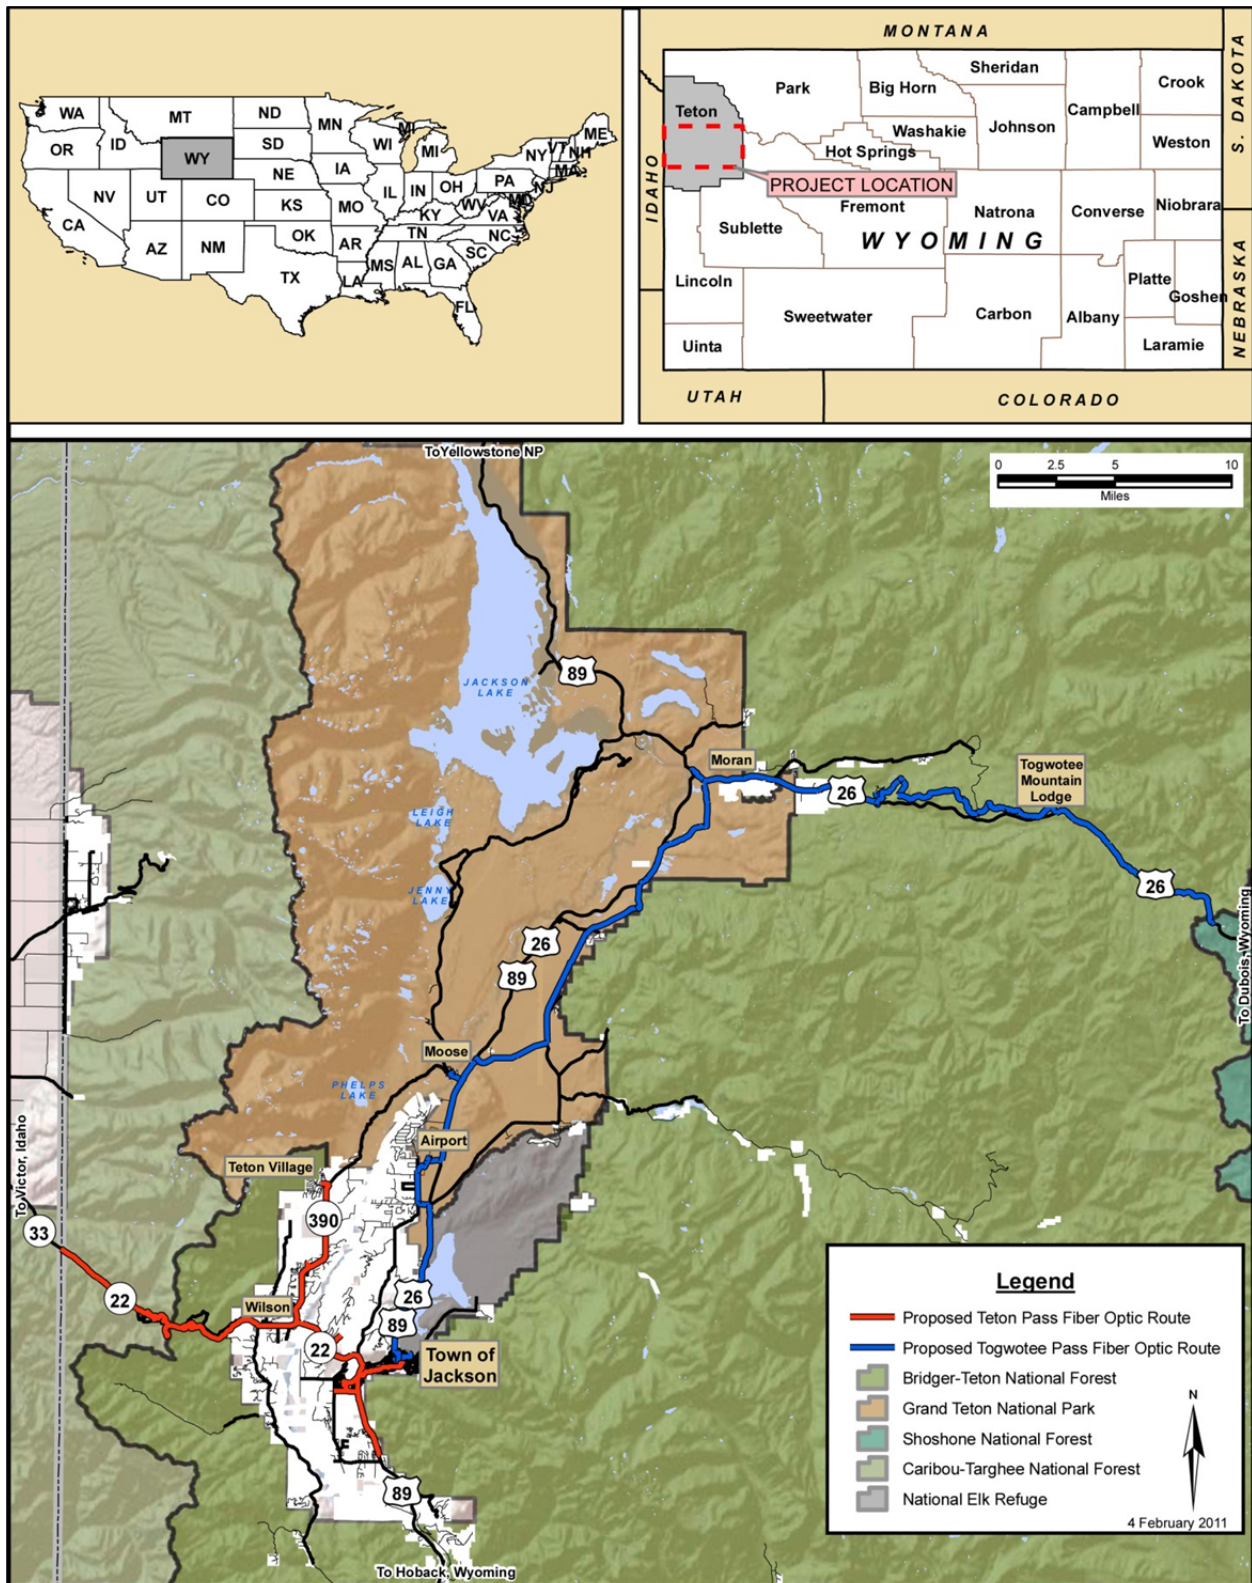 WA
MT
ND
MN
OR
ID
SD
WI
MI
MI
NY
VT
NH
ME
MA
WY
IA
NE
PA
NJ
NV
UT
CO
IL
IN
OH
MD
WV
VA
CA
KS
MO
KY
AZ
NM
OK
AR
TN
NC
SC
TX
LA
MS
AL
GA
FL
MONTANA
S. DAKOTA
IDAHO
NEBRASKA
UTAH
COLORADO
Teton
Park
Big Horn
Sheridan
Crook
Campbell
Washakie
Johnson
Weston
Hot Springs
PROJECT LOCATION
Fremont
Natrona
Converse
Niobrara
Sublette
WYOMING
Lincoln
Platte
Goshen
Sweetwater
Carbon
Albany
Uinta
Laramie
ToYellowstone NP
0 2.5 5 10
Miles
89
JACKSON
LAKE
Moran
Togwotee
Mountain
Lodge
26
LEIGH
LAKE
JENNY
LAKE
26
26
89
To Dubois, Wyoming
Moose
PHELPS
LAKE
Airport
Teton Village
To Victor, Idaho
33
390
22
Wilson
26
89
22
Town of
Jackson
89
To Hoback, Wyoming
Legend
Proposed Teton Pass Fiber Optic Route
Proposed Togwotee Pass Fiber Optic Route
Bridger-Teton National Forest
Grand Teton National Park
Shoshone National Forest
Caribou-Targhee National Forest
National Elk Refuge
N
4 February 2011